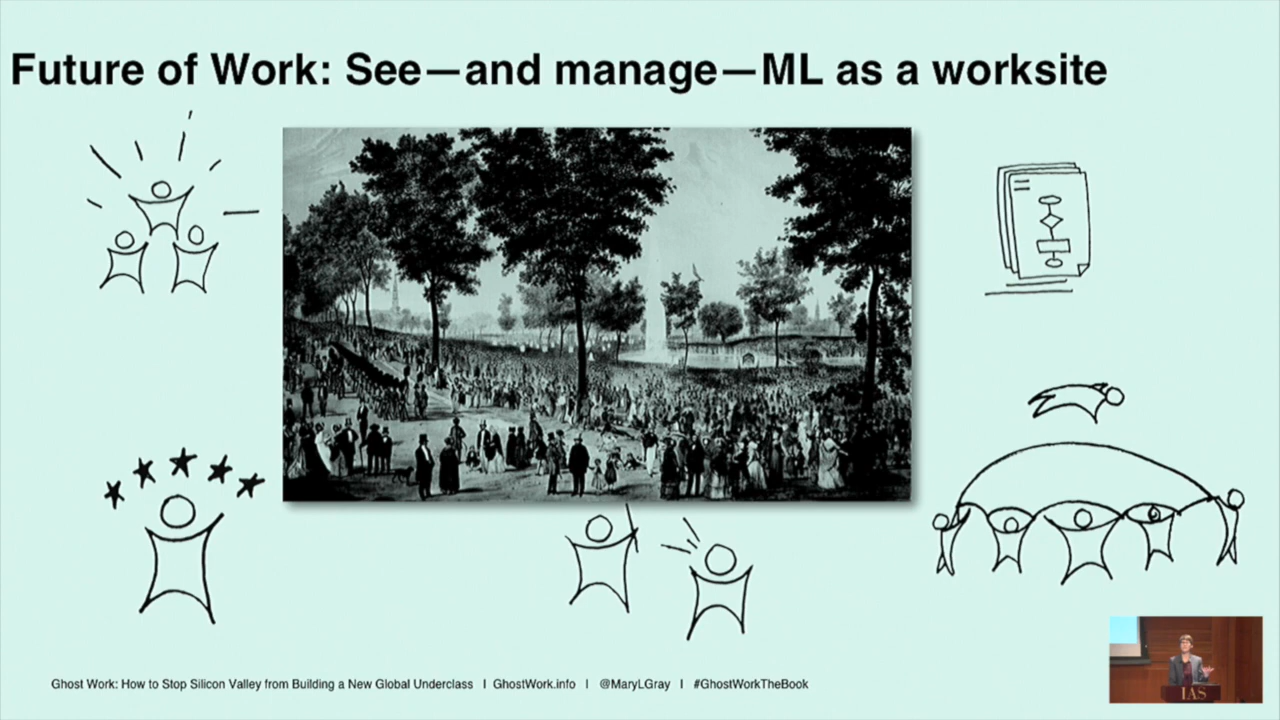 Future of Work: See—and manage—ML as a worksite
Ghost Work: How to Stop Silicon Valley from Building a New Global Underclass | GhostWork.info | @MaryLGray | #GhostWorkTheBook
IAS